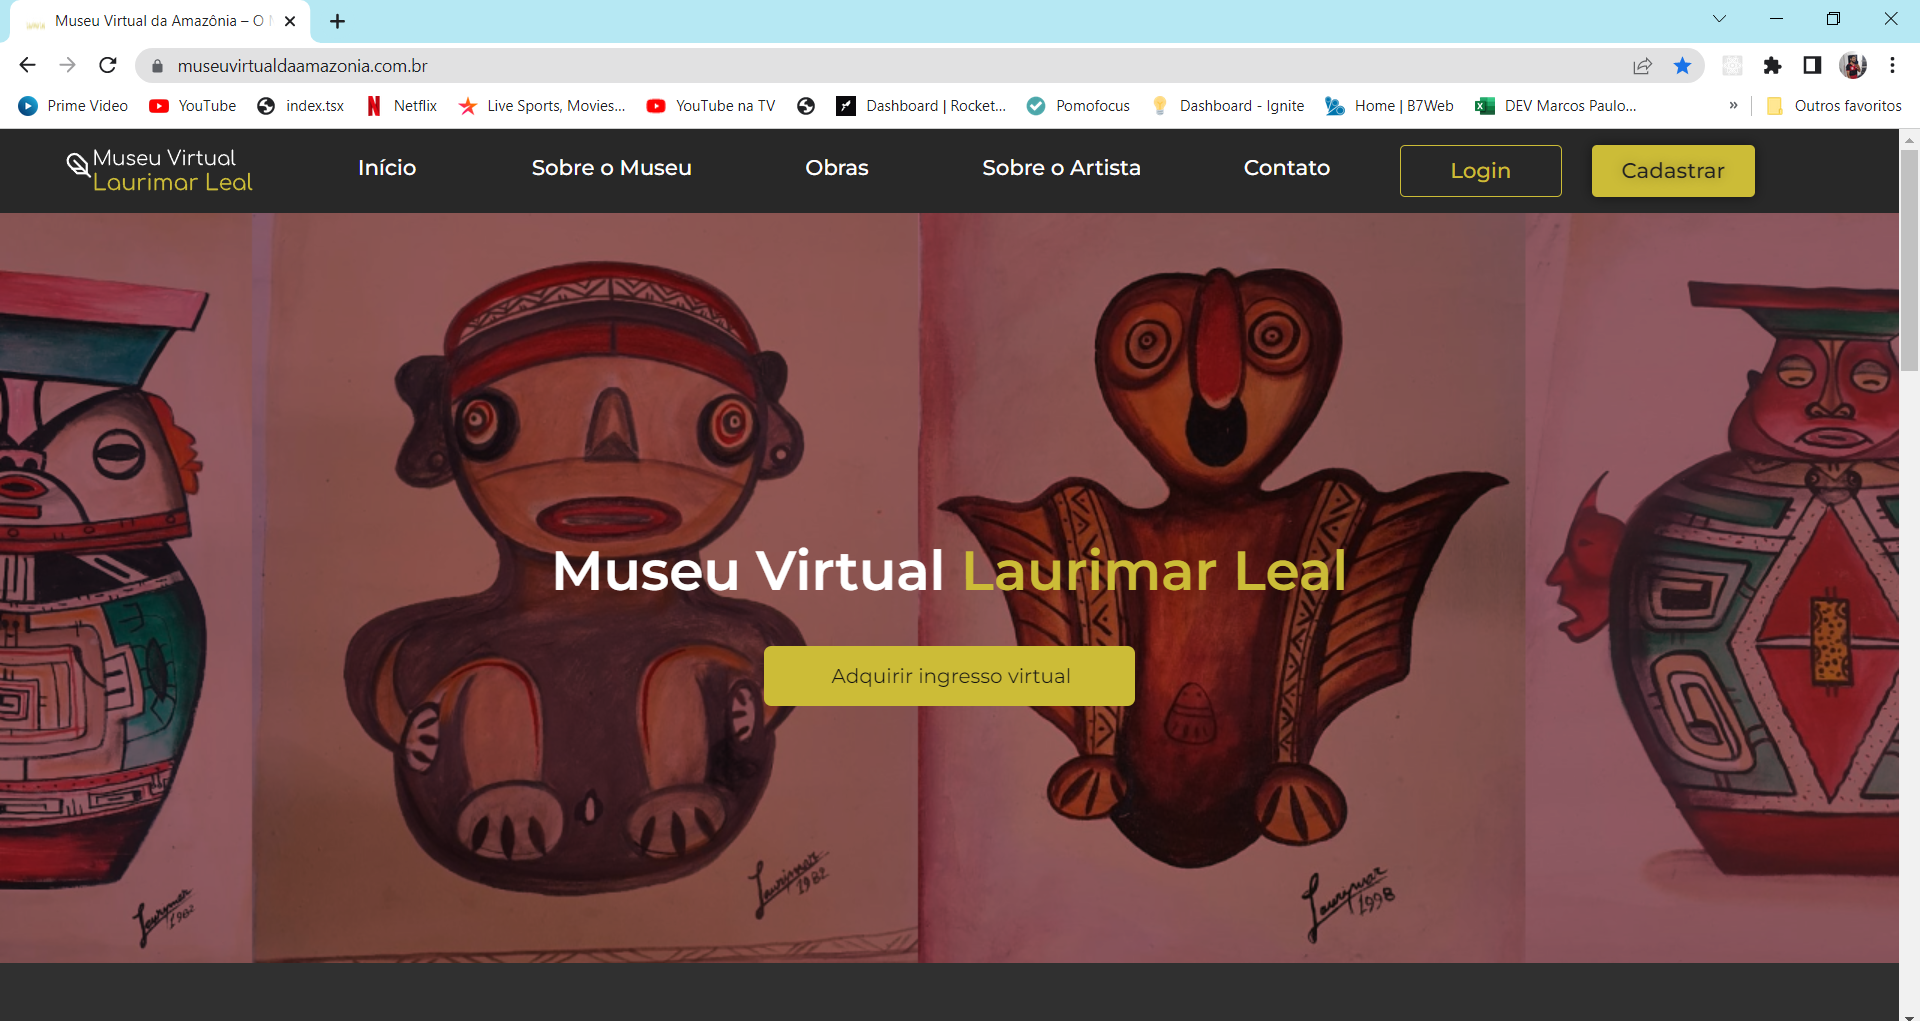 Museu Virtual da Amazônia – O
museuvirtualdaamazonia.com.br
Prime Video YouTube index.tsx Netflix Live Sports, Movies... YouTube na TV Dashboard | Rocket... Pomofocus Dashboard - Ignite Home | B7Web DEV Marcos Paulo... » Outros favoritos
Museu Virtual
Laurimar Leal
Início Sobre o Museu Obras Sobre o Artista Contato Login Cadastrar
Museu Virtual Laurimar Leal
Adquirir ingresso virtual
Laurimar
1982
Laurimar
1998
Laurimar
1982